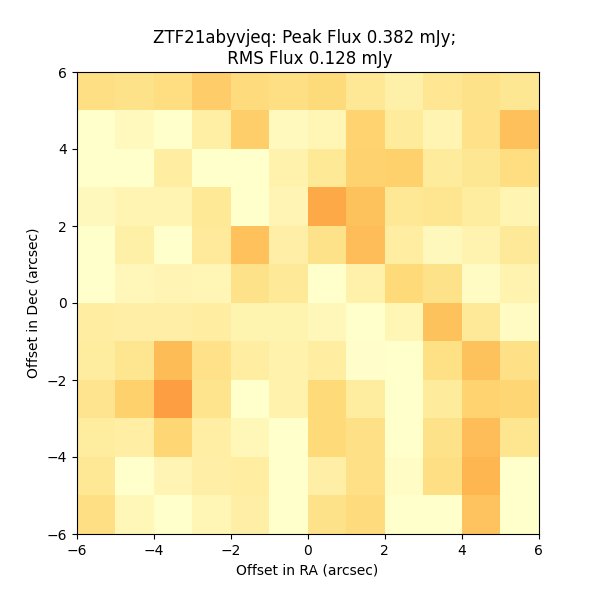 ZTF21abyvjeq: Peak Flux 0.382 mJy;
RMS Flux 0.128 mJy
6
4
2
0
−2
−4
−6
Offset in Dec (arcsec)
−6 −4 −2 0 2 4 6
Offset in RA (arcsec)